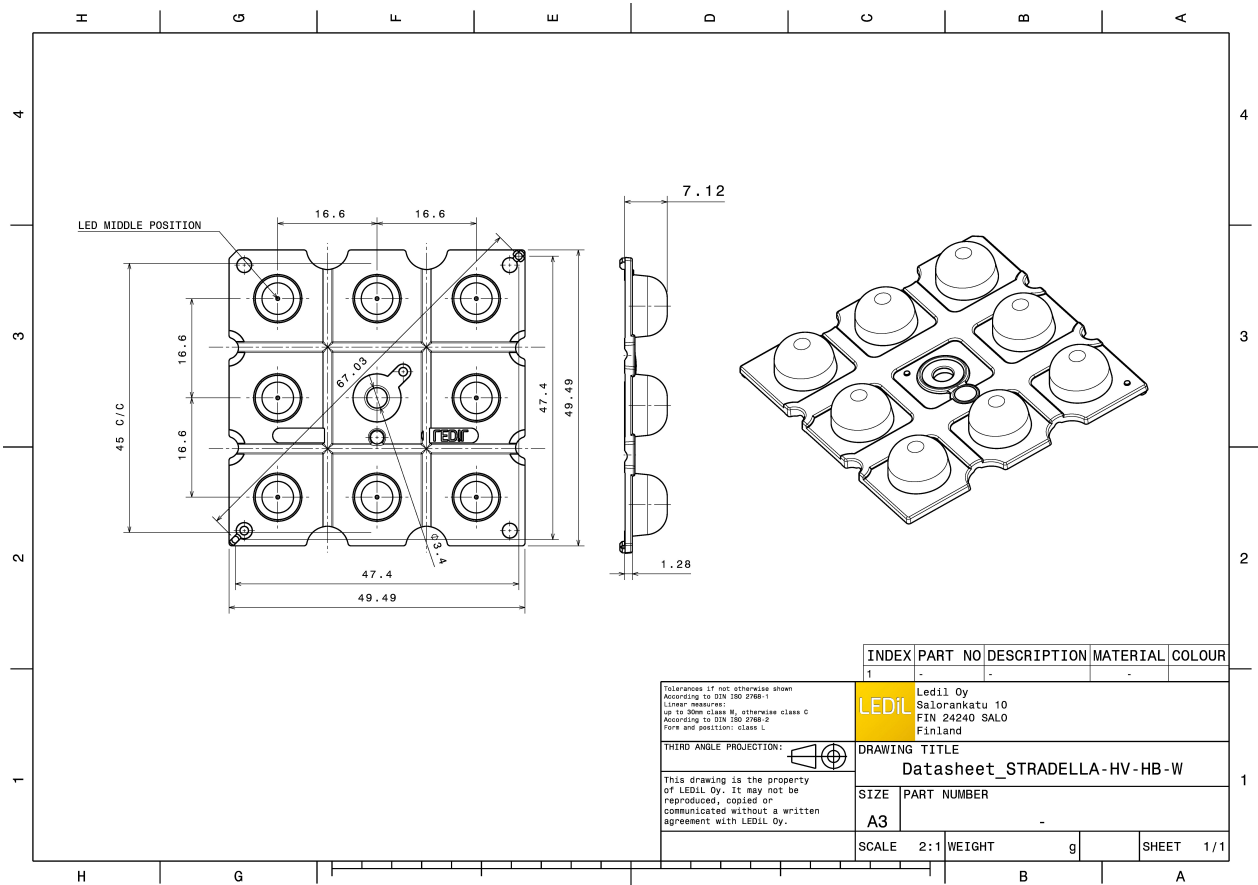 H G F E D C B A
4 4
3 3
2 2
1 1
7.12
16.6 16.6
LED MIDDLE POSITION
16.6
67.03
45 C/C
47.4
49.49
16.6
LEDiL
Ø3.4
1.28
47.4
49.49
INDEX PART NO DESCRIPTION MATERIAL COLOUR
1 - - -
Tolerances if not otherwise shown
According to DIN ISO 2768-1
Linear measures:
up to 30mm class M, otherwise class C
According to DIN ISO 2768-2
Form and position: class L
LEDiL
Ledil Oy
Salorankatu 10
FIN 24240 SALO
Finland
THIRD ANGLE PROJECTION:
DRAWING TITLE
Datasheet_STRADELLA-HV-HB-W
This drawing is the property
of LEDiL Oy. It may not be
reproduced, copied or
communicated without a written
agreement with LEDiL Oy.
SIZE PART NUMBER
A3 -
SCALE 2:1 WEIGHT g SHEET 1/1
H G B A